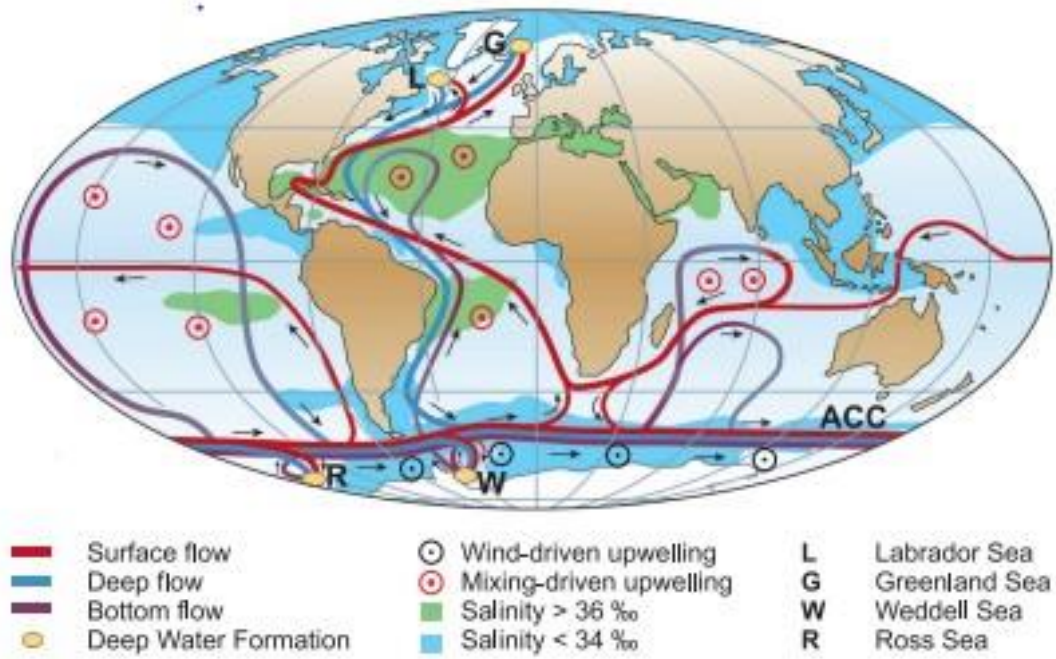 G
L
ACC
R
W
Surface flow
Deep flow
Bottom flow
Deep Water Formation
Wind-driven upwelling
Mixing-driven upwelling
Salinity > 36 ‰
Salinity < 34 ‰
L Labrador Sea
G Greenland Sea
W Weddell Sea
R Ross Sea